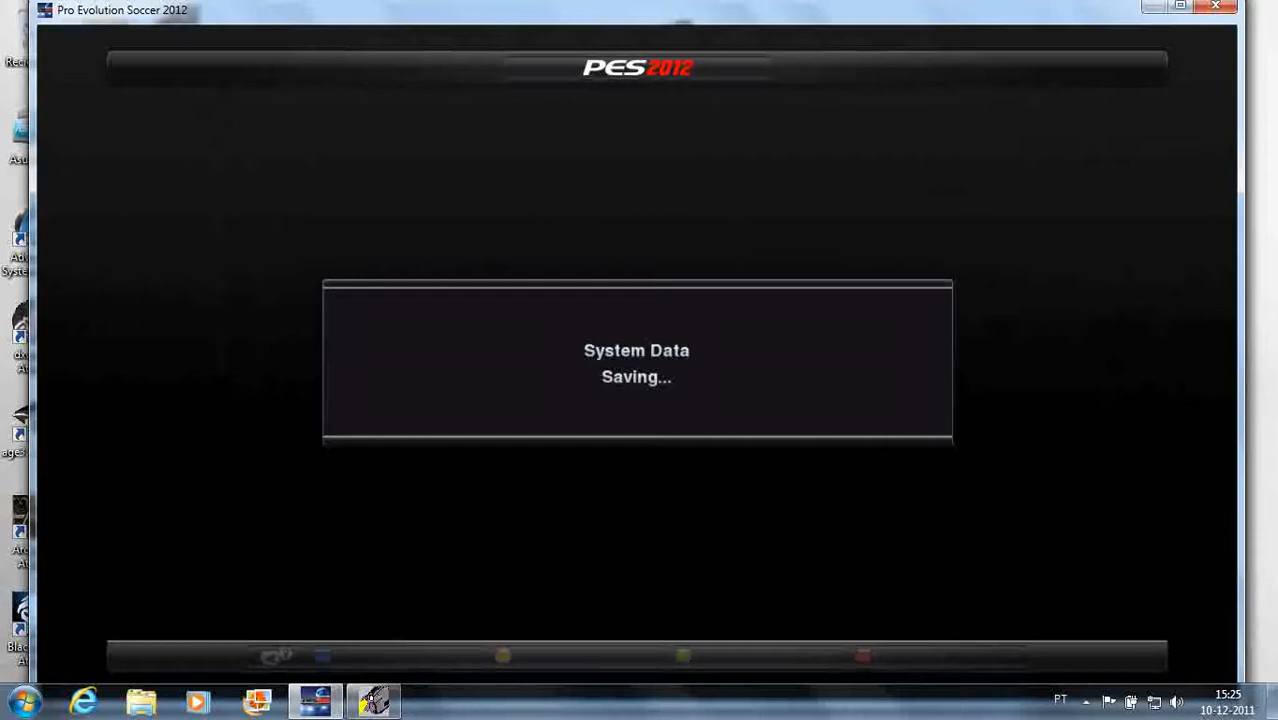 Pro Evolution Soccer 2012
PES2012
System Data
Saving...
PT
15:25
10-12-2011